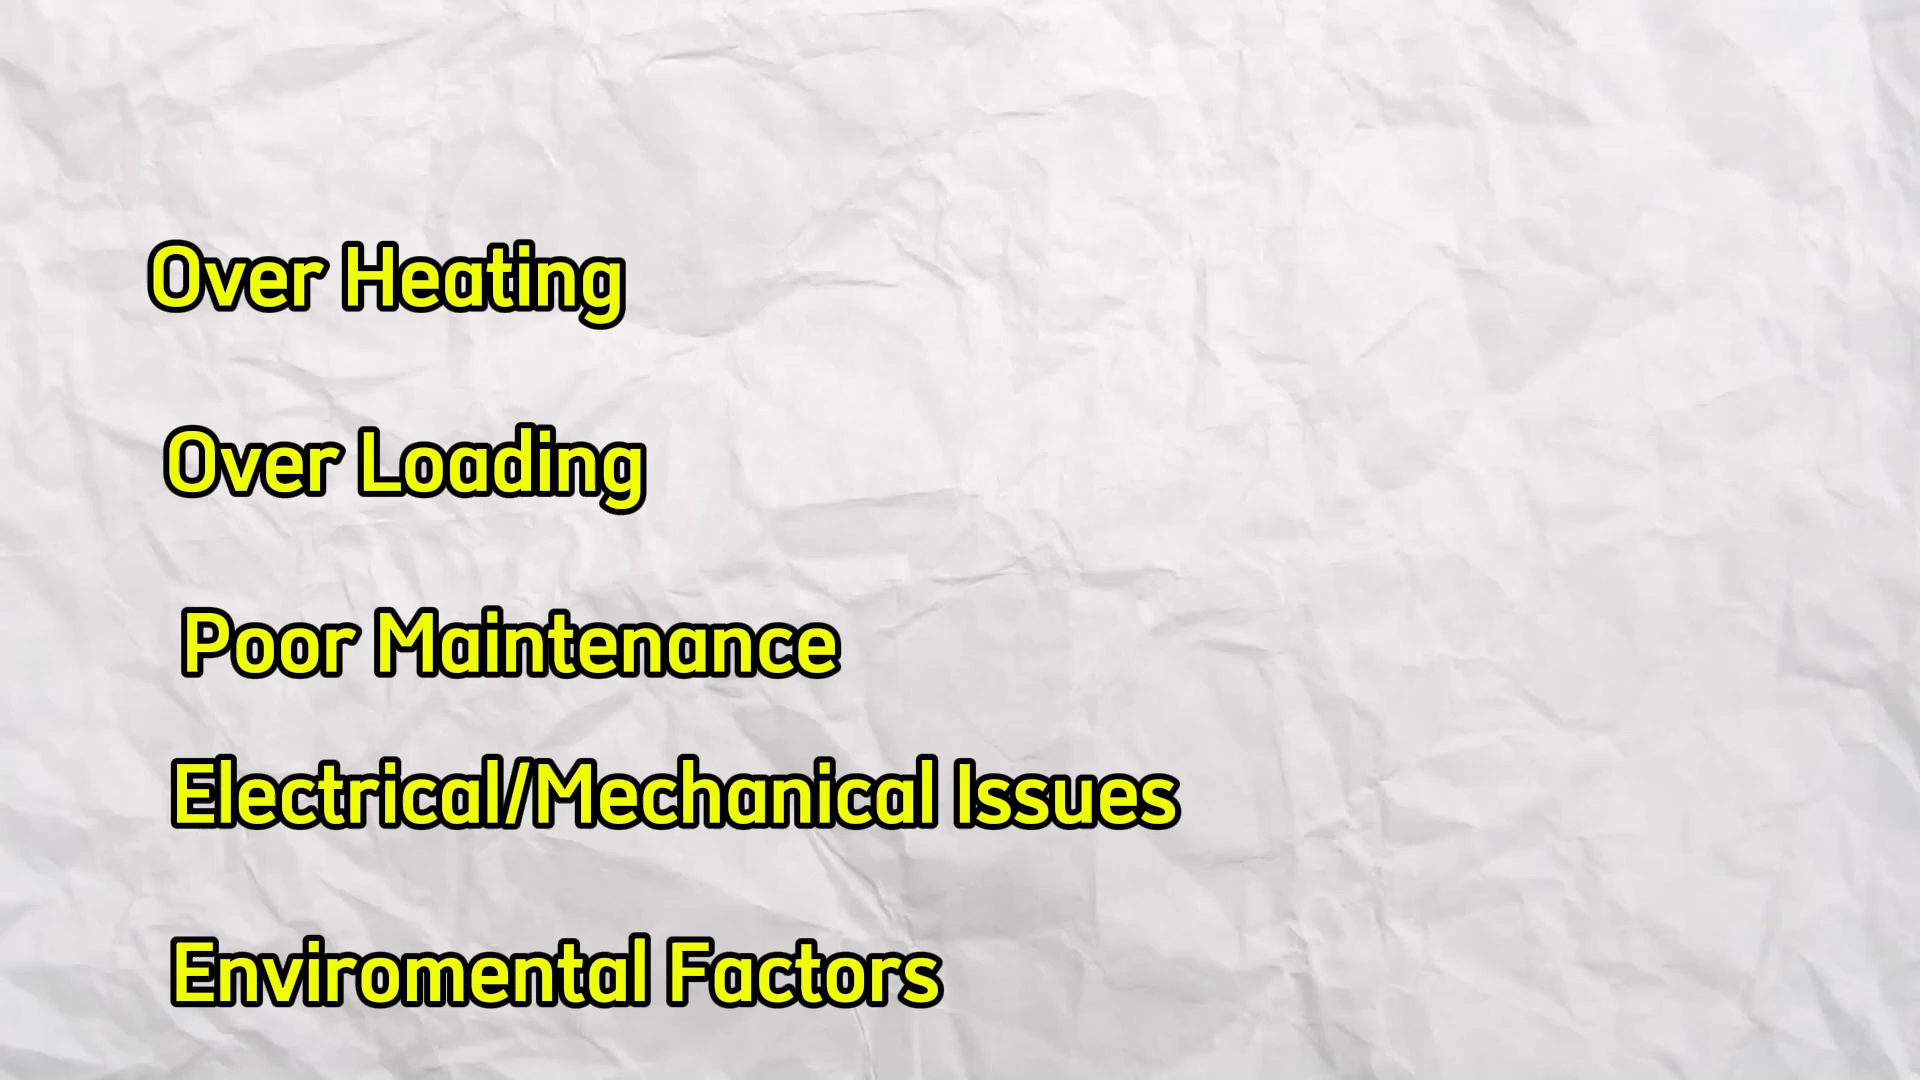 Over Heating
Over Loading
Poor Maintenance
Electrical/Mechanical Issues
Enviromental Factors